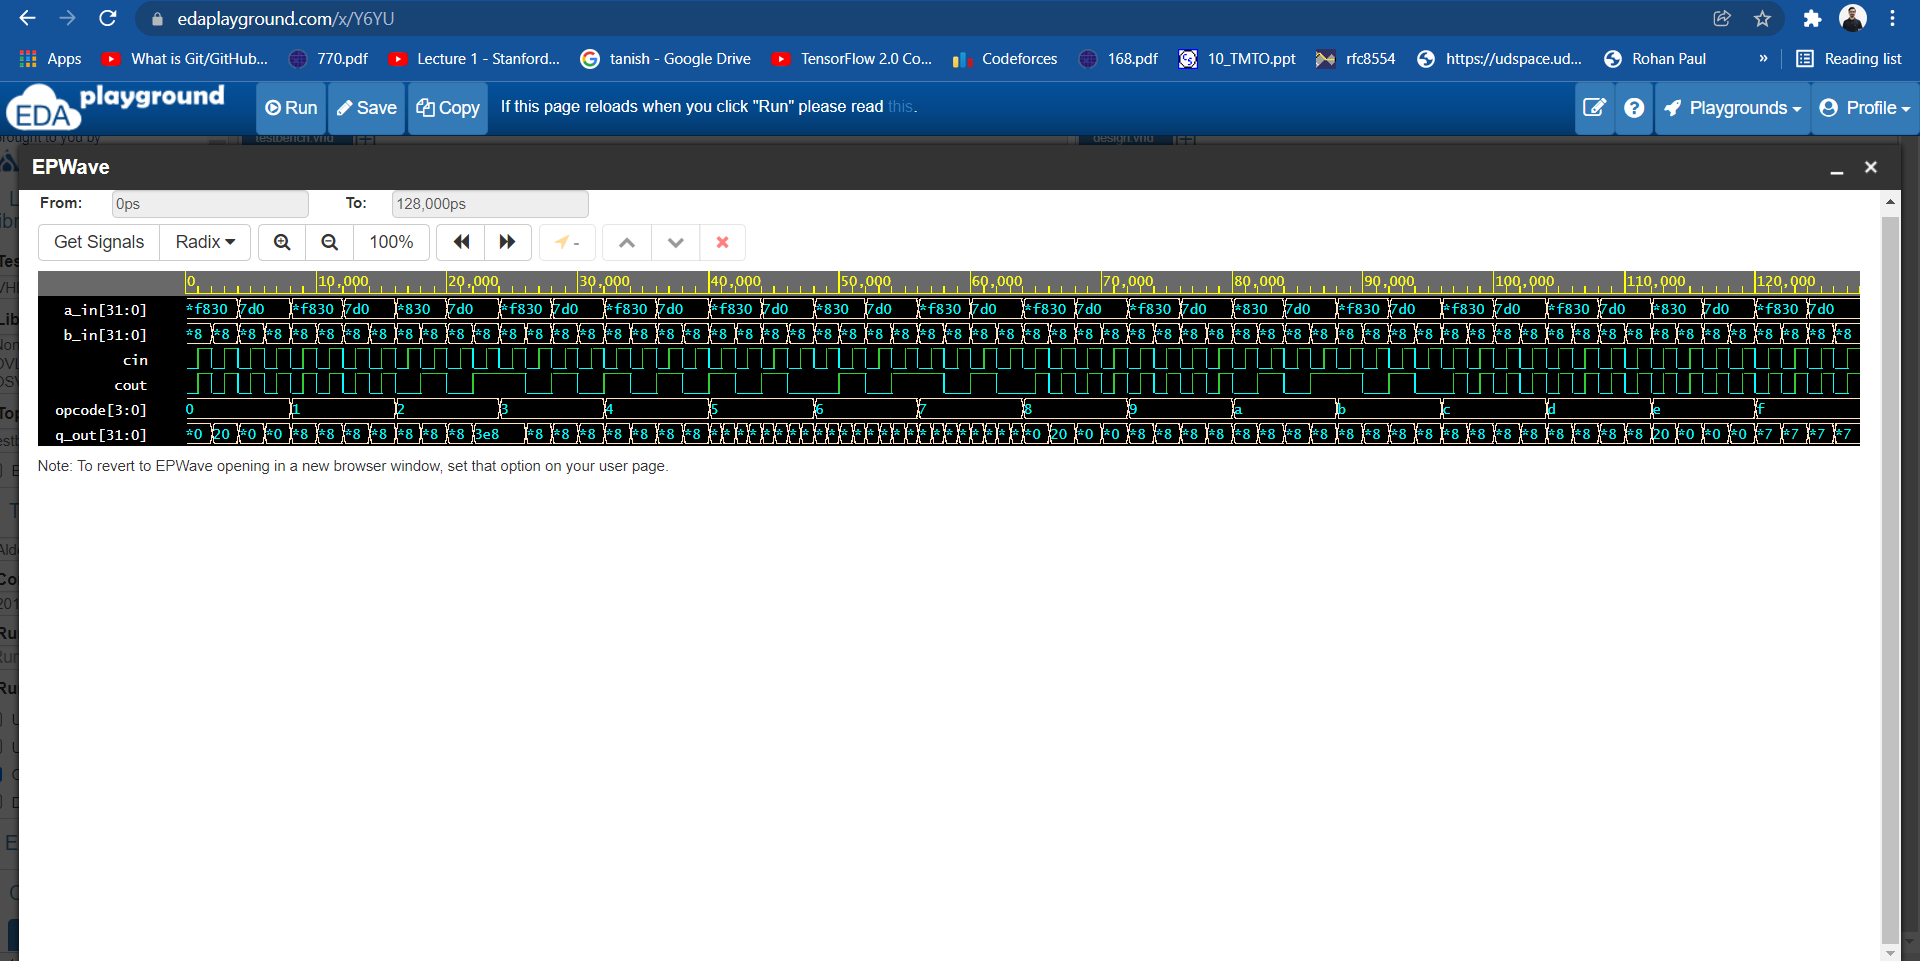 edaplayground.com/x/Y6YU
Apps What is Git/GitHub... 770.pdf Lecture 1 - Stanford... tanish - Google Drive TensorFlow 2.0 Co... Codeforces 168.pdf 10_TMTO.ppt rfc8554 https://udspace.ud... Rohan Paul » Reading list
EDA playground Run Save Copy If this page reloads when you click "Run" please read this. Playgrounds Profile
brought to you by testbench.vhd design.vhd
EPWave
From: 0ps To: 128,000ps
Get Signals Radix 100% -
0 10,000 20,000 30,000 40,000 50,000 60,000 70,000 80,000 90,000 100,000 110,000 120,000
a_in[31:0] *f830 7d0 *f830 7d0 *830 7d0 *f830 7d0 *f830 7d0 *f830 7d0 *830 7d0 *f830 7d0 *f830 7d0 *f830 7d0 *830 7d0 *f830 7d0 *f830 7d0 *f830 7d0 *830 7d0 *f830 7d0
b_in[31:0] *8 *8 *8 *8 *8 *8 *8 *8 *8 *8 *8 *8 *8 *8 *8 *8 *8 *8 *8 *8 *8 *8 *8 *8 *8 *8 *8 *8 *8 *8 *8 *8 *8 *8 *8 *8 *8 *8 *8 *8 *8 *8 *8 *8 *8 *8 *8 *8 *8 *8 *8 *8 *8 *8 *8 *8 *8 *8 *8 *8 *8 *8 *8 *8
cin
cout
opcode[3:0] 0 1 2 3 4 5 6 7 8 9 a b c d e f
q_out[31:0] *0 20 *0 *0 *8 *8 *8 *8 *8 *8 *8 3e8 *8 *8 *8 *8 *8 *8 *8 * * * * * * * * * * * * * * * * * * * * * * * * *0 20 *0 *0 *8 *8 *8 *8 *8 *8 *8 *8 *8 *8 *8 *8 *8 *8 *8 *8 *8 *8 *8 *8 20 *0 *0 *0 *7 *7 *7 *7
Note: To revert to EPWave opening in a new browser window, set that option on your user page.